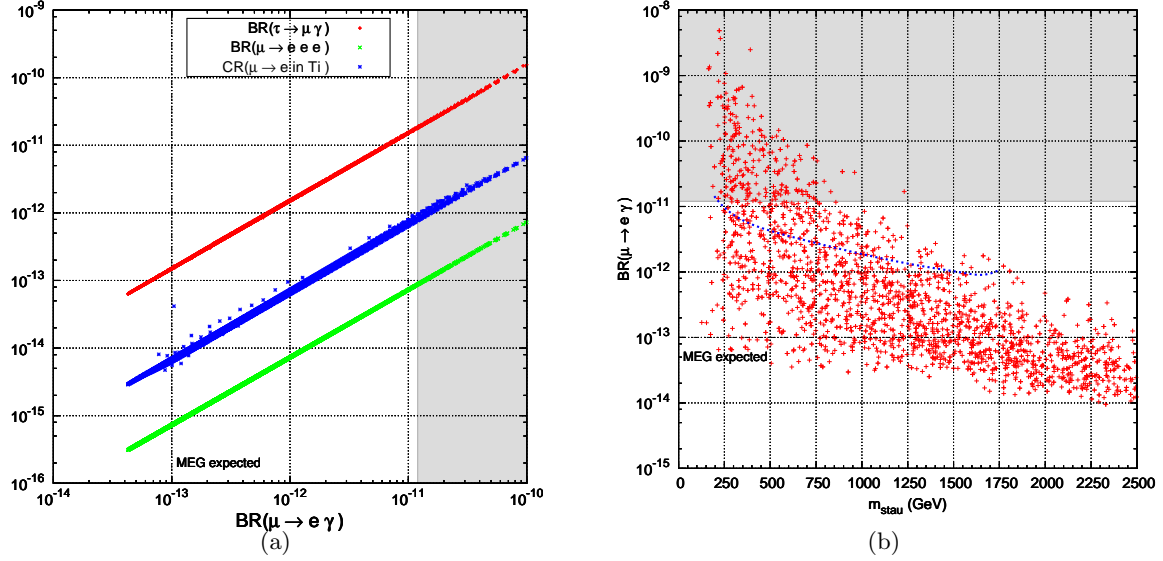 BR(τ → μ γ)
BR(μ → e e e)
CR(μ → e in Ti )
10^-9
10^-10
10^-11
10^-12
10^-13
10^-14
10^-15
10^-16
MEG expected
10^-14 10^-13 10^-12 10^-11 10^-10
BR(μ → e γ)
(a)
10^-8
10^-9
10^-10
10^-11
10^-12
10^-13
10^-14
10^-15
BR(μ → e γ)
MEG expected
0 250 500 750 1000 1250 1500 1750 2000 2250 2500
m_stau (GeV)
(b)